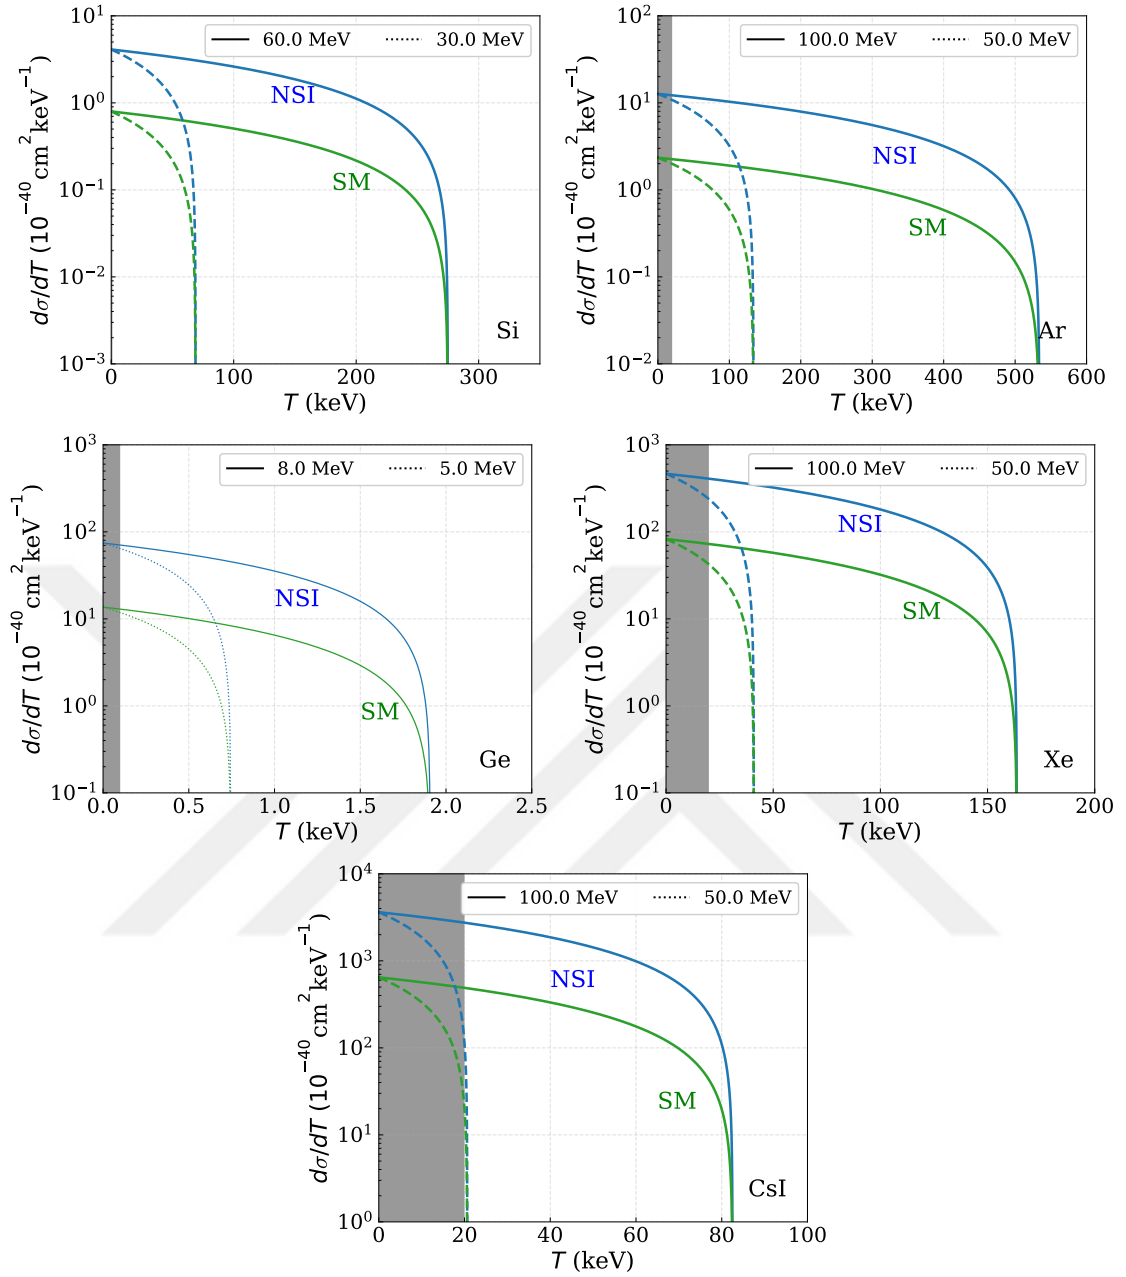 10^1
10^0
10^−1
10^−2
10^−3
dσ/dT (10^−40 cm^2 keV^−1)
60.0 MeV 30.0 MeV
NSI
SM
Si
0 100 200 300
T (keV)
10^2
10^1
10^0
10^−1
10^−2
dσ/dT (10^−40 cm^2 keV^−1)
100.0 MeV 50.0 MeV
NSI
SM
Ar
0 100 200 300 400 500 600
T (keV)
10^3
10^2
10^1
10^0
10^−1
dσ/dT (10^−40 cm^2 keV^−1)
8.0 MeV 5.0 MeV
NSI
SM
Ge
0.0 0.5 1.0 1.5 2.0 2.5
T (keV)
10^3
10^2
10^1
10^0
10^−1
dσ/dT (10^−40 cm^2 keV^−1)
100.0 MeV 50.0 MeV
NSI
SM
Xe
0 50 100 150 200
T (keV)
10^4
10^3
10^2
10^1
10^0
dσ/dT (10^−40 cm^2 keV^−1)
100.0 MeV 50.0 MeV
NSI
SM
CsI
0 20 40 60 80 100
T (keV)